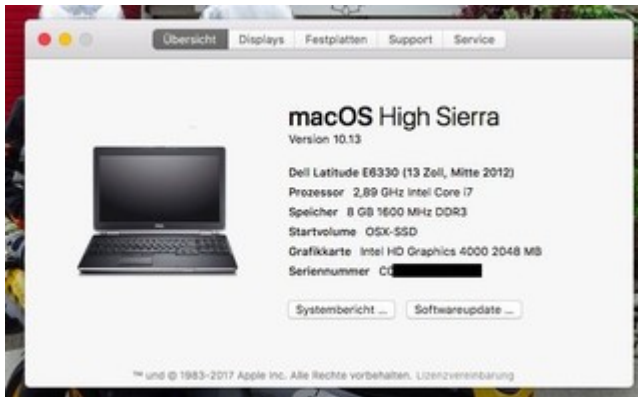 Übersicht Displays Festplatten Support Service
macOS High Sierra
Version 10.13
Dell Latitude E6330 (13 Zoll, Mitte 2012)
Prozessor 2,89 GHz Intel Core i7
Speicher 8 GB 1600 MHz DDR3
Startvolume OSX-SSD
Grafikkarte Intel HD Graphics 4000 2048 MB
Seriennummer C0
Systembericht ... Softwareupdate ...
™ und © 1983-2017 Apple Inc. Alle Rechte vorbehalten. Lizenzvereinbarung